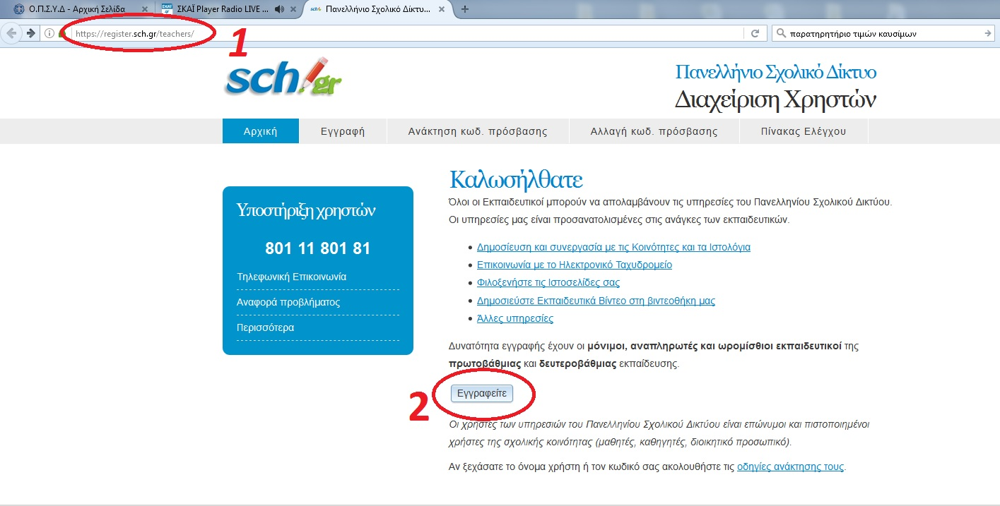 Ο.Π.ΣΥ.Δ - Αρχική Σελίδα
ΣΚΑΪ Player Radio LIVE ...
Πανελλήνιο Σχολικό Δίκτυ...
https://register.sch.gr/teachers/
παρατηρητήριο τιμών καυσίμων
1
sch.gr
Πανελλήνιο Σχολικό Δίκτυο
Διαχείριση Χρηστών
Αρχική
Εγγραφή
Ανάκτηση κωδ. πρόσβασης
Αλλαγή κωδ. πρόσβασης
Πίνακας Ελέγχου
Υποστήριξη χρηστών
801 11 801 81
Τηλεφωνική Επικοινωνία
Αναφορά προβλήματος
Περισσότερα
Καλωσήλθατε
Όλοι οι Εκπαιδευτικοί μπορούν να απολαμβάνουν τις υπηρεσίες του Πανελληνίου Σχολικού Δικτύου.
Οι υπηρεσίες μας είναι προσανατολισμένες στις ανάγκες των εκπαιδευτικών.
Δημοσίευση και συνεργασία με τις Κοινότητες και τα Ιστολόγια
Επικοινωνία με το Ηλεκτρονικό Ταχυδρομείο
Φιλοξενήστε τις Ιστοσελίδες σας
Δημοσιεύστε Εκπαιδευτικά Βίντεο στη βιντεοθήκη μας
Άλλες υπηρεσίες
Δυνατότητα εγγραφής έχουν οι μόνιμοι, αναπληρωτές και ωρομίσθιοι εκπαιδευτικοί της
πρωτοβάθμιας και δευτεροβάθμιας εκπαίδευσης.
2
Εγγραφείτε
Οι χρήστες των υπηρεσιών του Πανελληνίου Σχολικού Δικτύου είναι επώνυμοι και πιστοποιημένοι
χρήστες της σχολικής κοινότητας (μαθητές, καθηγητές, διοικητικό προσωπικό).
Αν ξεχάσατε το όνομα χρήστη ή τον κωδικό σας ακολουθήστε τις οδηγίες ανάκτησης τους.